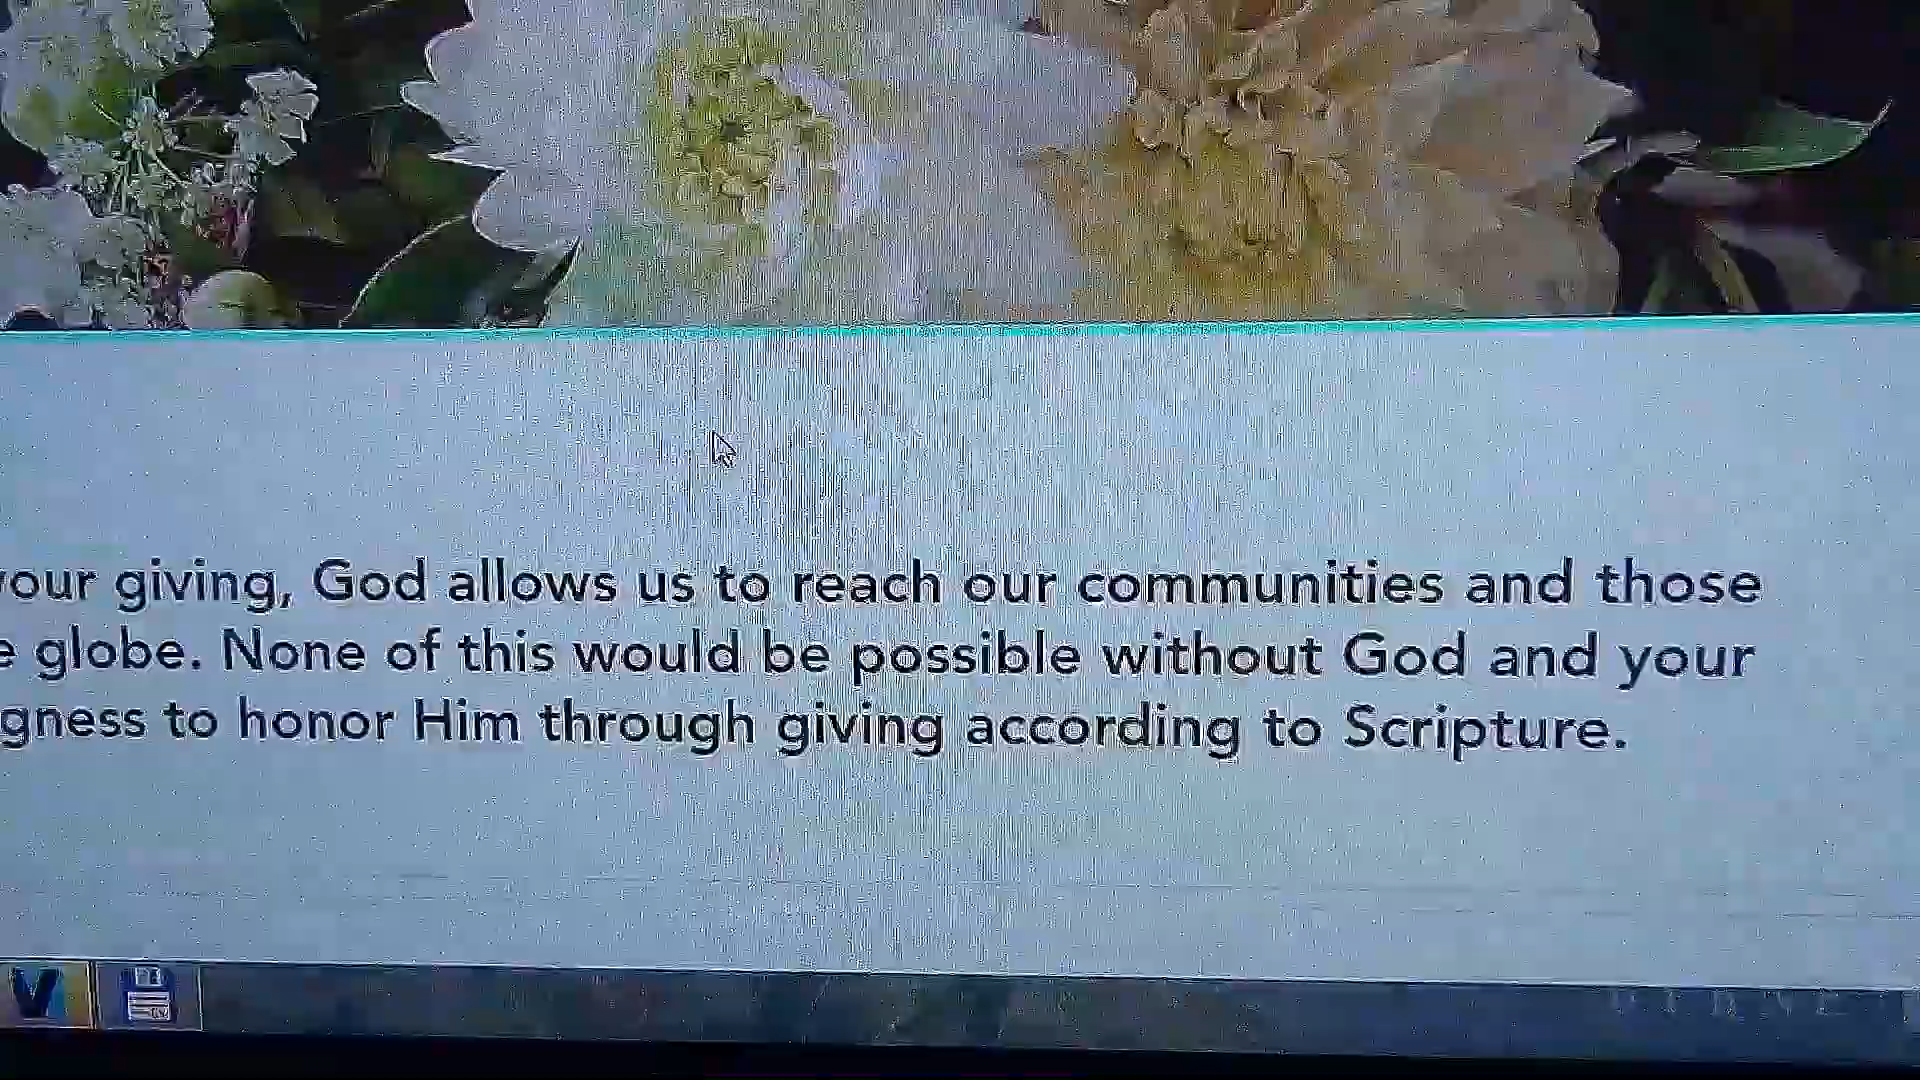 your giving, God allows us to reach our communities and those
e globe. None of this would be possible without God and your
gness to honor Him through giving according to Scripture.
V